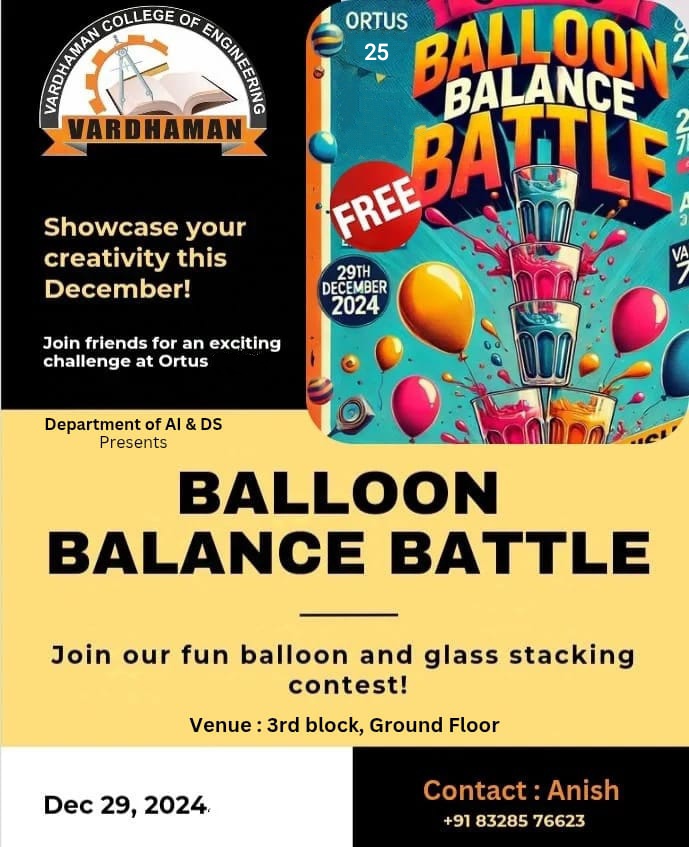 VARDHAMAN COLLEGE OF ENGINEERING
VARDHAMAN
Showcase your
creativity this
December!
Join friends for an exciting
challenge at Ortus
ORTUS
25
BALLOON
BALANCE
BATTLE
FREE
29TH
DECEMBER
2024
Department of AI & DS
Presents
BALLOON
BALANCE BATTLE
Join our fun balloon and glass stacking
contest!
Venue : 3rd block, Ground Floor
Dec 29, 2024.
Contact : Anish
+91 83285 76623